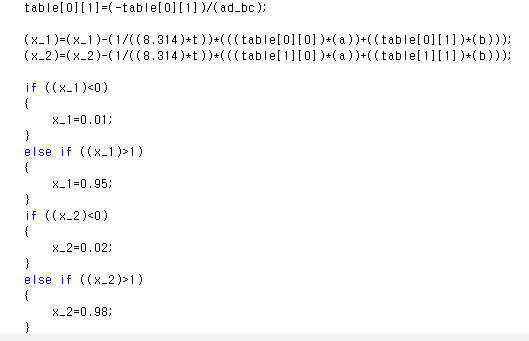 table[0][1]=(-table[0][1])/(ad_bc);
(x_1)=(x_1)-(1/((8.314)*t))*(((table[0][0])*(a))+((table[0][1])*(b)));
(x_2)=(x_2)-(1/((8.314)*t))*(((table[1][0])*(a))+((table[1][1])*(b)));
if ((x_1)<0)
{
x_1=0.01;
}
else if ((x_1)>1)
{
x_1=0.95;
}
if ((x_2)<0)
{
x_2=0.02;
}
else if ((x_2)>1)
{
x_2=0.98;
}